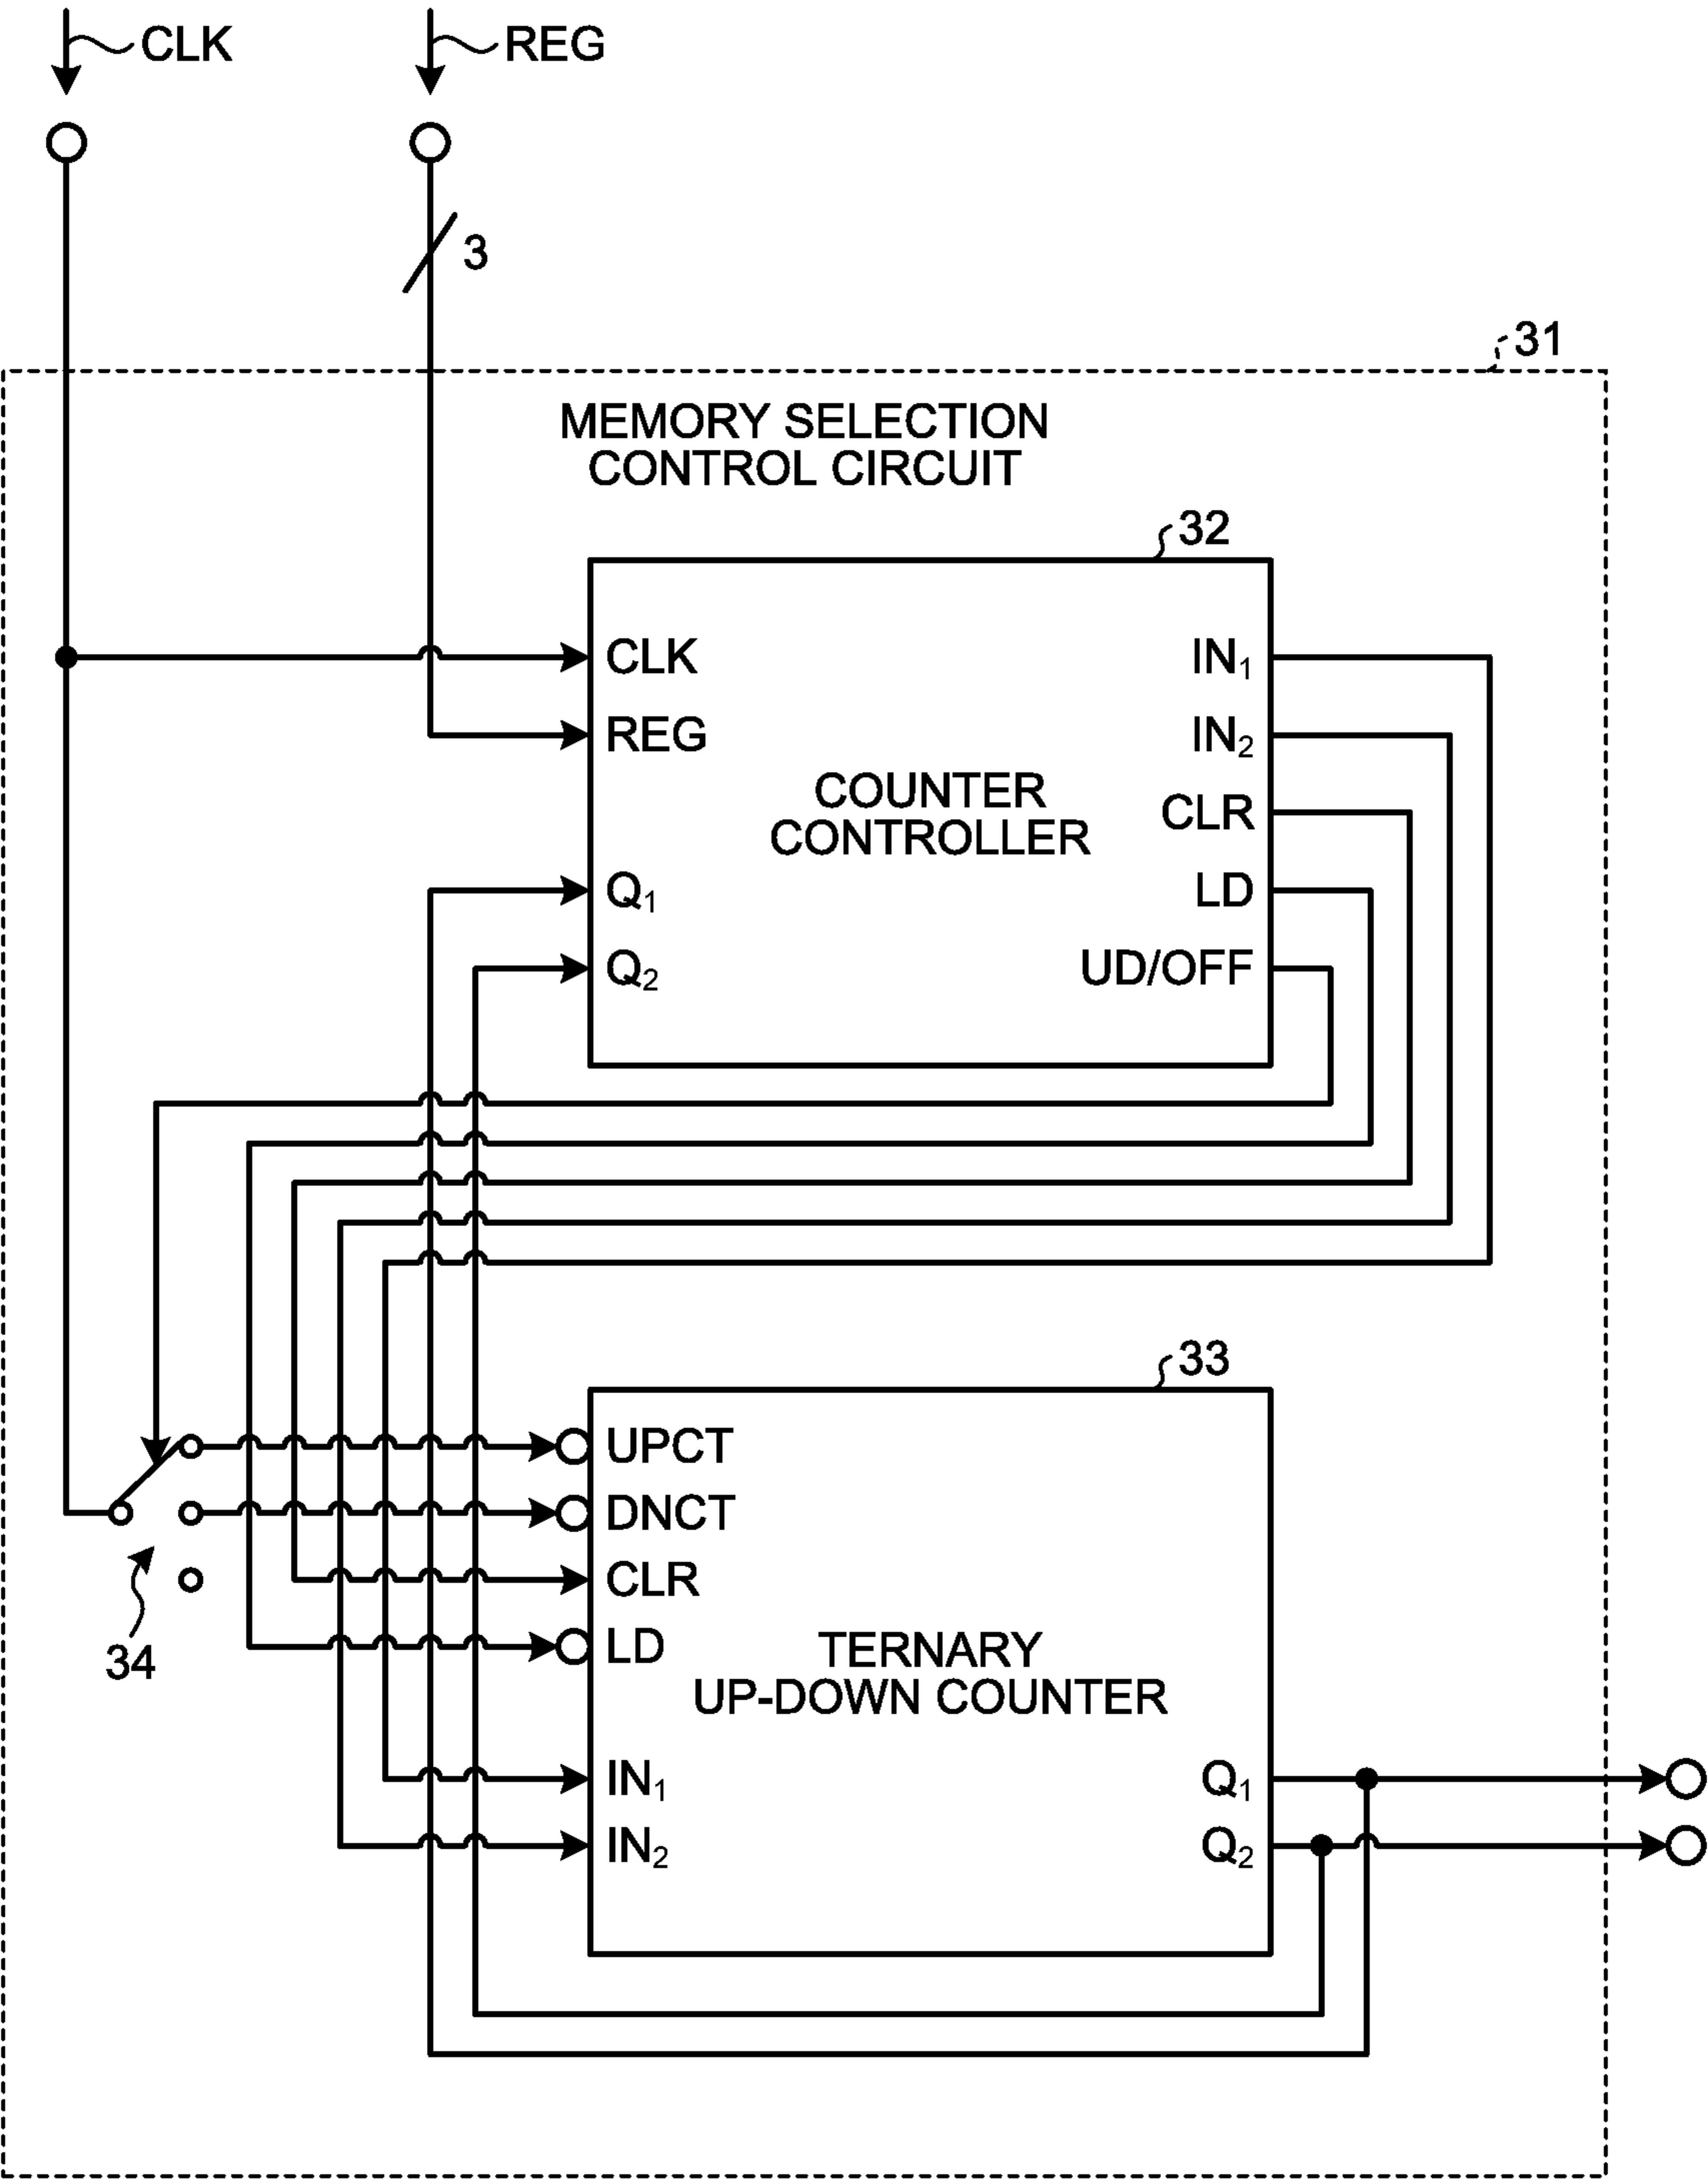 CLK
REG
3
31
MEMORY SELECTION
CONTROL CIRCUIT
32
CLK
IN1
REG
IN2
COUNTER
CONTROLLER
CLR
Q1
LD
Q2
UD/OFF
33
UPCT
DNCT
CLR
34
LD
TERNARY
UP-DOWN COUNTER
IN1
Q1
IN2
Q2